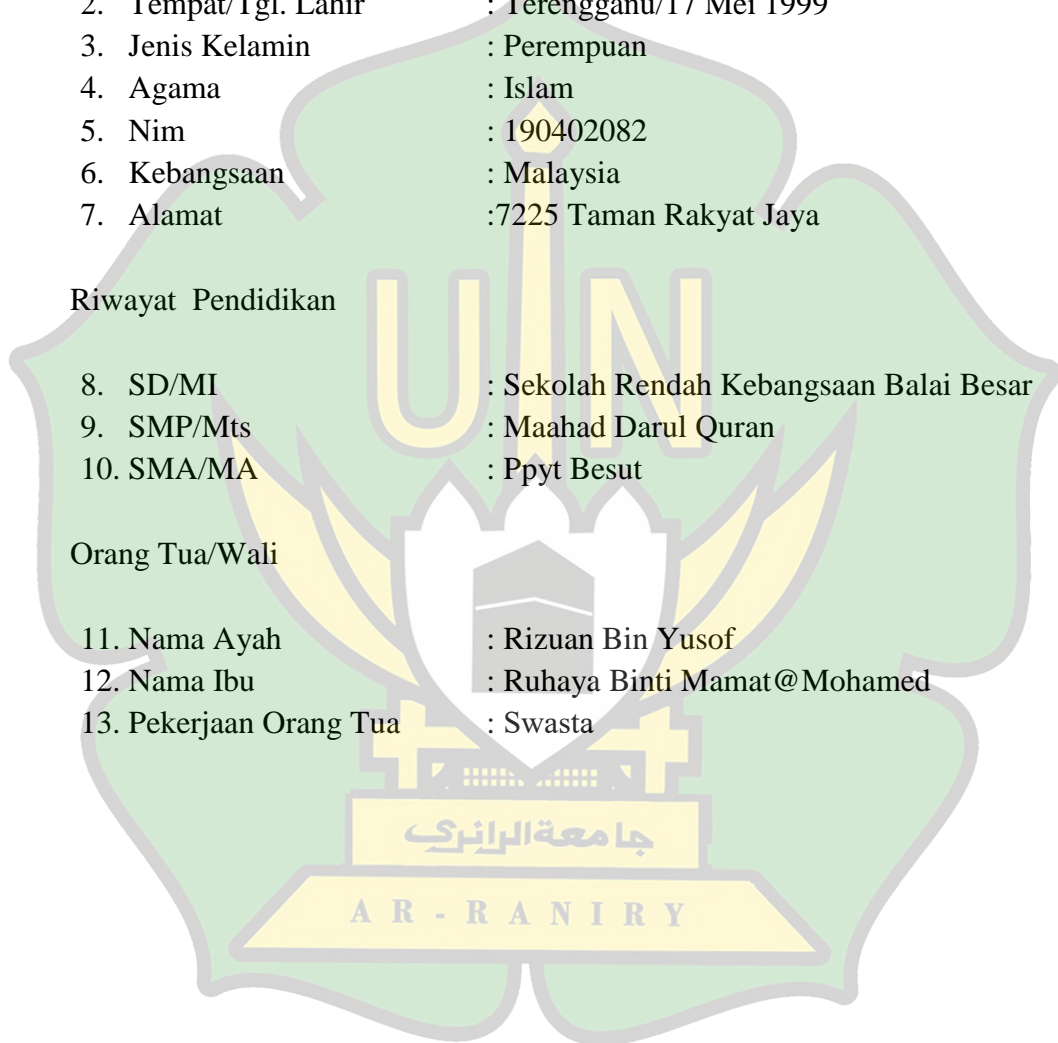 2. Tempat/Tgl. Lahir : Terengganu/17 Mei 1999
3. Jenis Kelamin : Perempuan
4. Agama : Islam
5. Nim : 190402082
6. Kebangsaan : Malaysia
7. Alamat :7225 Taman Rakyat Jaya
Riwayat Pendidikan
8. SD/MI : Sekolah Rendah Kebangsaan Balai Besar
9. SMP/Mts : Maahad Darul Quran
10. SMA/MA : Ppyt Besut
Orang Tua/Wali
11. Nama Ayah : Rizuan Bin Yusof
12. Nama Ibu : Ruhaya Binti Mamat@Mohamed
13. Pekerjaan Orang Tua : Swasta
UIN
جامعةالرانرك
AR-RANIRY